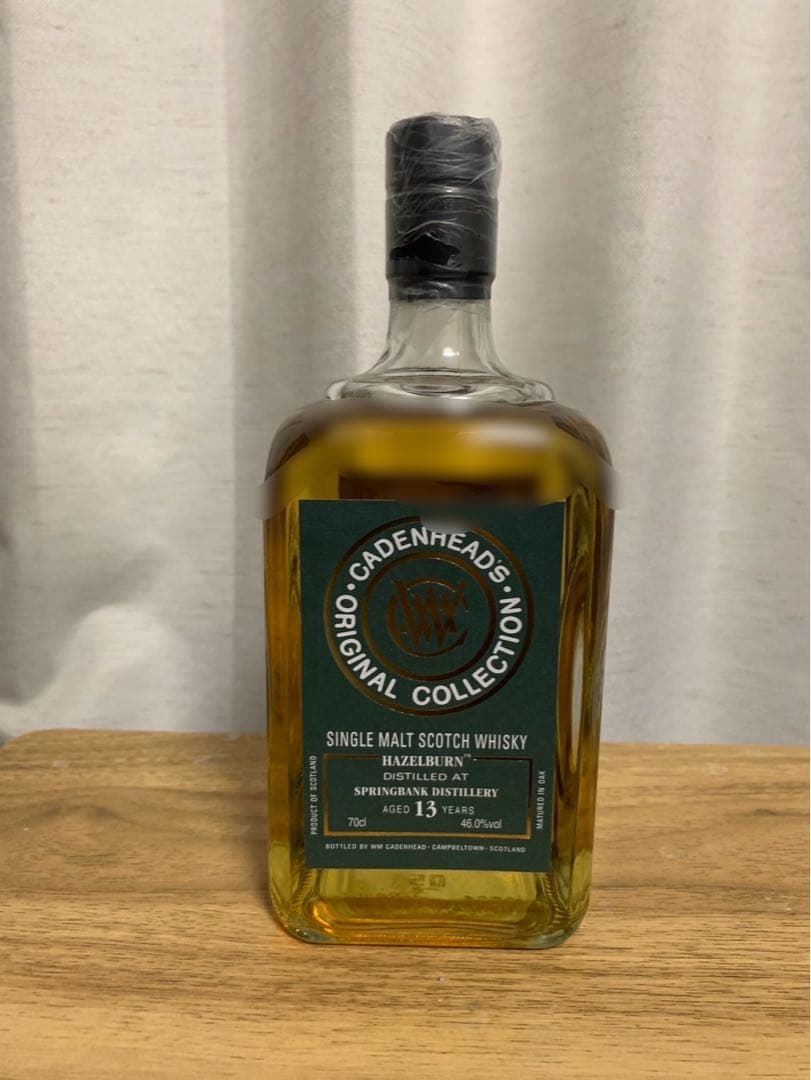 CADENHEAD'S · ORIGINAL COLLECTION ·
WMC
SINGLE MALT SCOTCH WHISKY
HAZELBURN™
DISTILLED AT
SPRINGBANK DISTILLERY
AGED 13 YEARS
70cl 46.0%vol
PRODUCT OF SCOTLAND
MATURED IN OAK
BOTTLED BY WM CADENHEAD · CAMPBELTOWN · SCOTLAND